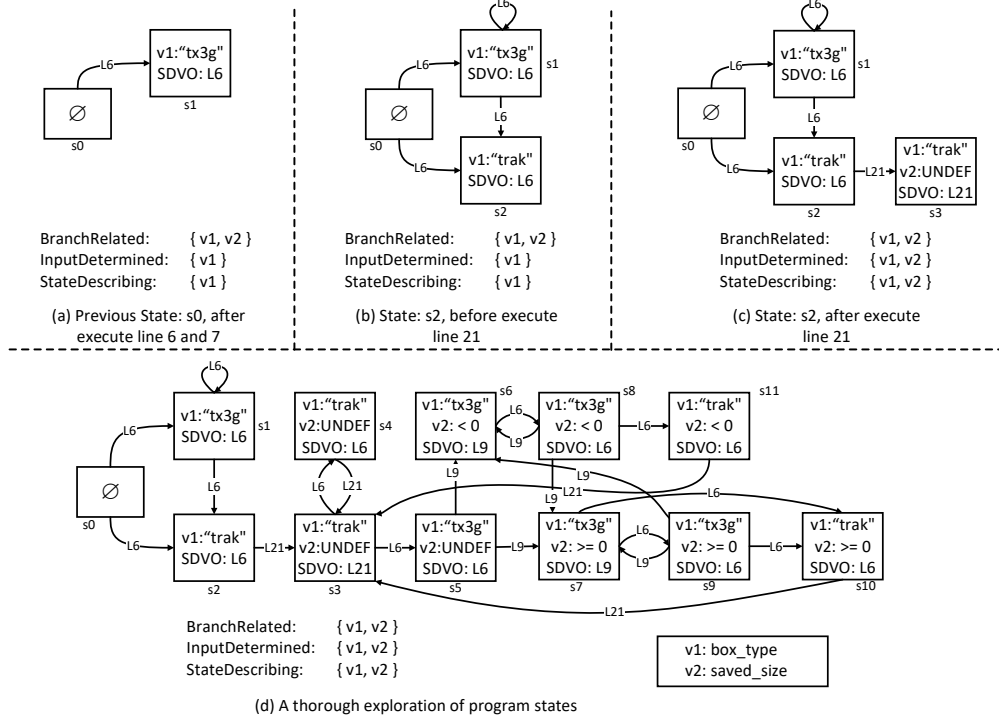 L6
v1:“tx3g"
SDVO: L6
s1
L6
∅
s0
BranchRelated: { v1, v2 }
InputDetermined: { v1 }
StateDescribing: { v1 }
(a) Previous State: s0, after
execute line 6 and 7
L6
v1:“tx3g"
SDVO: L6
s1
L6
∅
s0
L6
L6
v1:“trak"
SDVO: L6
s2
BranchRelated: { v1, v2 }
InputDetermined: { v1 }
StateDescribing: { v1 }
(b) State: s2, before execute
line 21
L6
v1:“tx3g"
SDVO: L6
s1
L6
∅
s0
L6
L6
v1:“trak"
SDVO: L6
s2
L21
v1:“trak"
v2:UNDEF
SDVO: L21
s3
BranchRelated: { v1, v2 }
InputDetermined: { v1, v2 }
StateDescribing: { v1, v2 }
(c) State: s2, after execute
line 21
L6
v1:“tx3g"
SDVO: L6
s1
v1:“trak"
v2:UNDEF
SDVO: L6
s4
s6
v1:“tx3g"
v2: < 0
SDVO: L9
L6
L9
s8
v1:“tx3g"
v2: < 0
SDVO: L6
L6
s11
v1:“trak"
v2: < 0
SDVO: L6
L6
∅
s0
L6
L6
L21
L9
L9
L21
L9
L6
L6
v1:“trak"
SDVO: L6
s2
L21
v1:“trak"
v2:UNDEF
SDVO: L21
s3
L6
v1:“tx3g"
v2:UNDEF
SDVO: L6
s5
L9
v1:“tx3g"
v2: >= 0
SDVO: L9
s7
L6
L9
v1:“tx3g"
v2: >= 0
SDVO: L6
s9
L6
v1:“trak"
v2: >= 0
SDVO: L6
s10
L21
BranchRelated: { v1, v2 }
InputDetermined: { v1, v2 }
StateDescribing: { v1, v2 }
v1: box_type
v2: saved_size
(d) A thorough exploration of program states